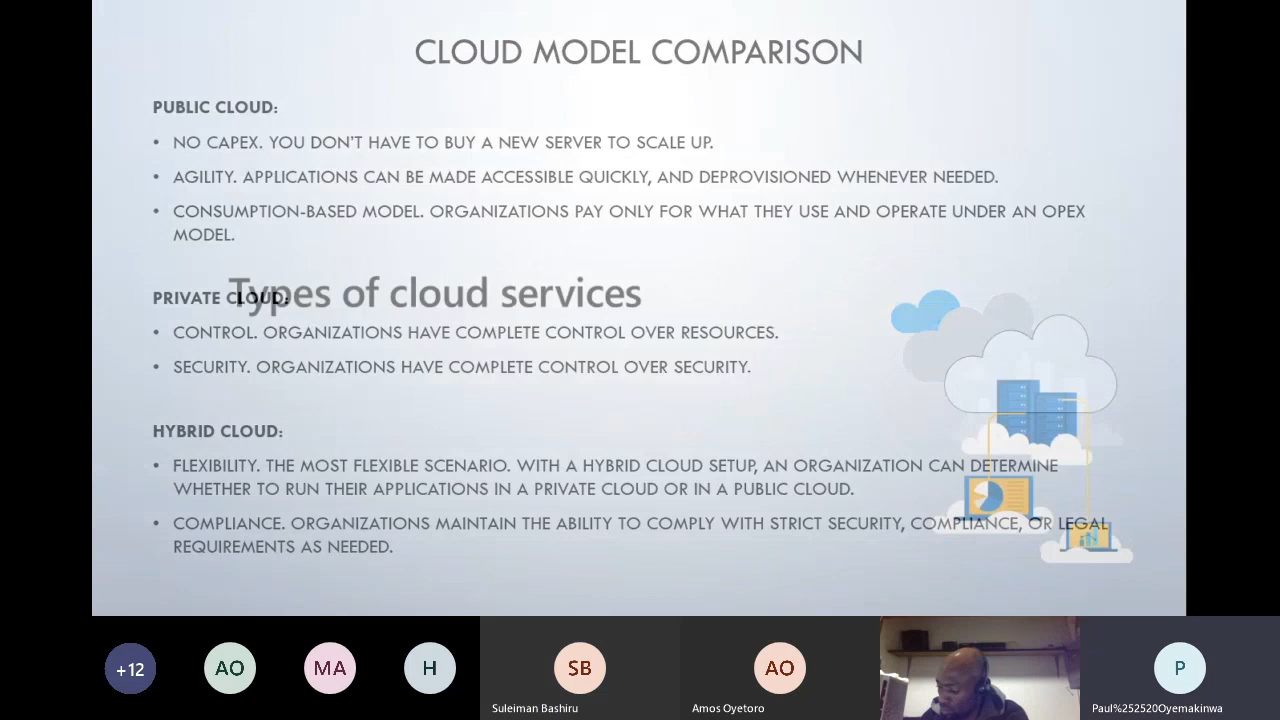 CLOUD MODEL COMPARISON
PUBLIC CLOUD:
• NO CAPEX. YOU DON'T HAVE TO BUY A NEW SERVER TO SCALE UP.
• AGILITY. APPLICATIONS CAN BE MADE ACCESSIBLE QUICKLY, AND DEPROVISIONED WHENEVER NEEDED.
• CONSUMPTION-BASED MODEL. ORGANIZATIONS PAY ONLY FOR WHAT THEY USE AND OPERATE UNDER AN OPEX
MODEL.
Types of cloud services
PRIVATE CLOUD:
• CONTROL. ORGANIZATIONS HAVE COMPLETE CONTROL OVER RESOURCES.
• SECURITY. ORGANIZATIONS HAVE COMPLETE CONTROL OVER SECURITY.
HYBRID CLOUD:
• FLEXIBILITY. THE MOST FLEXIBLE SCENARIO. WITH A HYBRID CLOUD SETUP, AN ORGANIZATION CAN DETERMINE
WHETHER TO RUN THEIR APPLICATIONS IN A PRIVATE CLOUD OR IN A PUBLIC CLOUD.
• COMPLIANCE. ORGANIZATIONS MAINTAIN THE ABILITY TO COMPLY WITH STRICT SECURITY, COMPLIANCE, OR LEGAL
REQUIREMENTS AS NEEDED.
+12
AO
MA
H
SB
AO
P
Suleiman Bashiru
Amos Oyetoro
Paul%252520Oyemakinwa